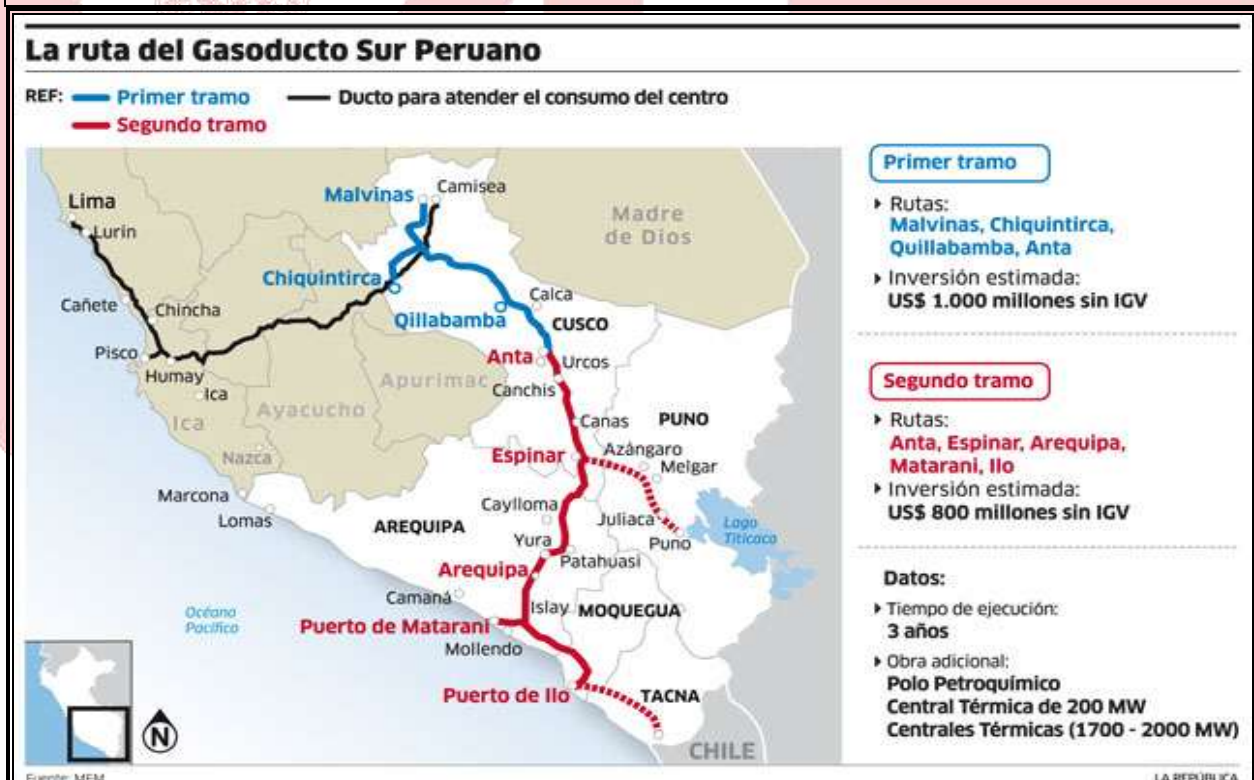 La ruta del Gasoducto Sur Peruano
REF: Primer tramo Ducto para atender el consumo del centro
Segundo tramo
Lima
Lurín
Cañete
Chincha
Pisco
Humay
Ica
Ica
Nazca
Marcona
Lomas
Ayacucho
Apurimac
Malvinas
Camisea
Madre
de Dios
Chiquintirca
Qillabamba
Calca
CUSCO
Anta
Urcos
Canchis
Canas
PUNO
Espinar
Azángaro
Melgar
Caylloma
Juliaca
Puno
Lago
Titicaca
AREQUIPA
Yura
Patahuasi
Arequipa
Camaná
Islay
MOQUEGUA
Puerto de Matarani
Mollendo
Puerto de Ilo
TACNA
CHILE
Océano
Pacífico
N
Primer tramo
Rutas:
Malvinas, Chiquintirca,
Quillabamba, Anta
Inversión estimada:
US$ 1.000 millones sin IGV
Segundo tramo
Rutas:
Anta, Espinar, Arequipa,
Matarani, Ilo
Inversión estimada:
US$ 800 millones sin IGV
Datos:
Tiempo de ejecución:
3 años
Obra adicional:
Polo Petroquímico
Central Térmica de 200 MW
Centrales Térmicas (1700 - 2000 MW)
Fuente: MEM
LA REPÚBLICA